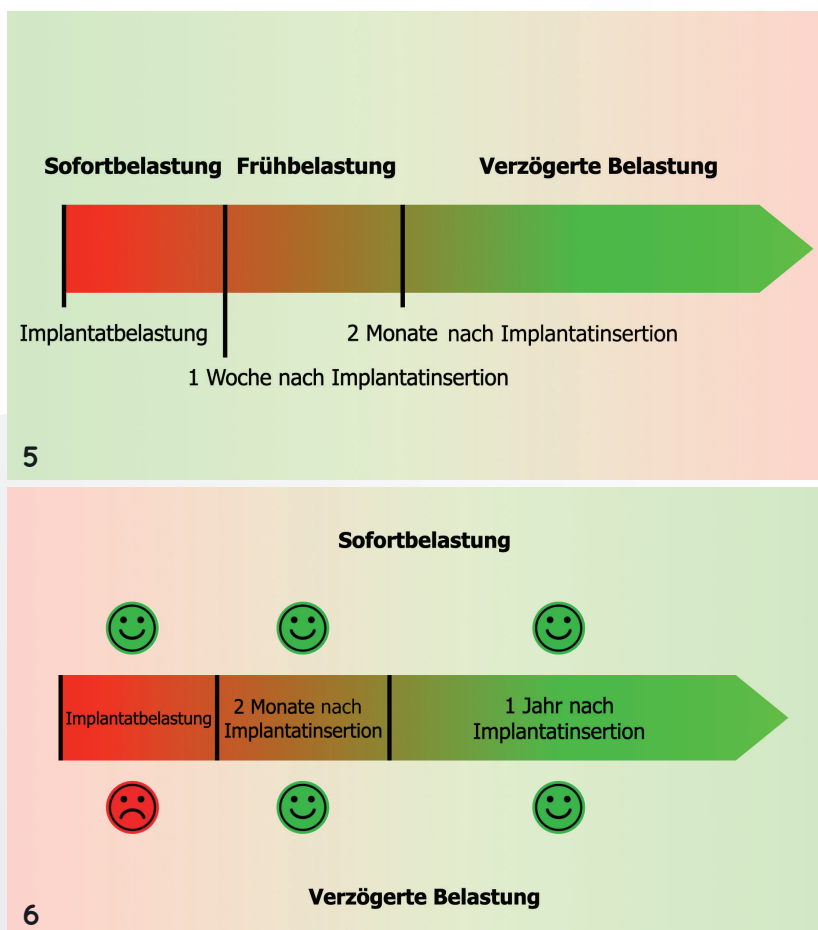 Sofortbelastung Frühbelastung Verzögerte Belastung
Implantatbelastung
2 Monate nach Implantatinsertion
1 Woche nach Implantatinsertion
5
Sofortbelastung
Implantatbelastung
2 Monate nach
Implantatinsertion
1 Jahr nach
Implantatinsertion
Verzögerte Belastung
6